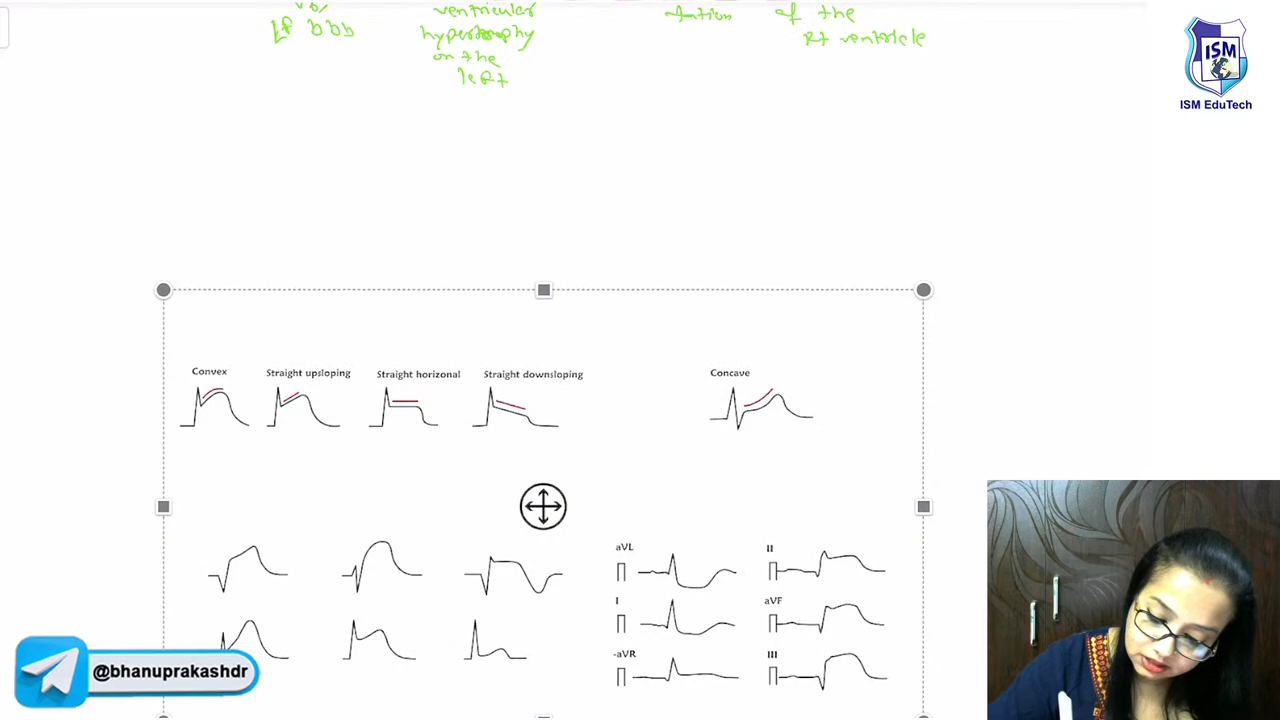 Lf bbb
ventricular
hypertrophy
on the
left
of the
Rt ventricle
ISM
ISM EduTech
Convex
Straight upsloping
Straight horizonal
Straight downsloping
Concave
aVL
II
I
aVF
-aVR
III
@bhanuprakashdr